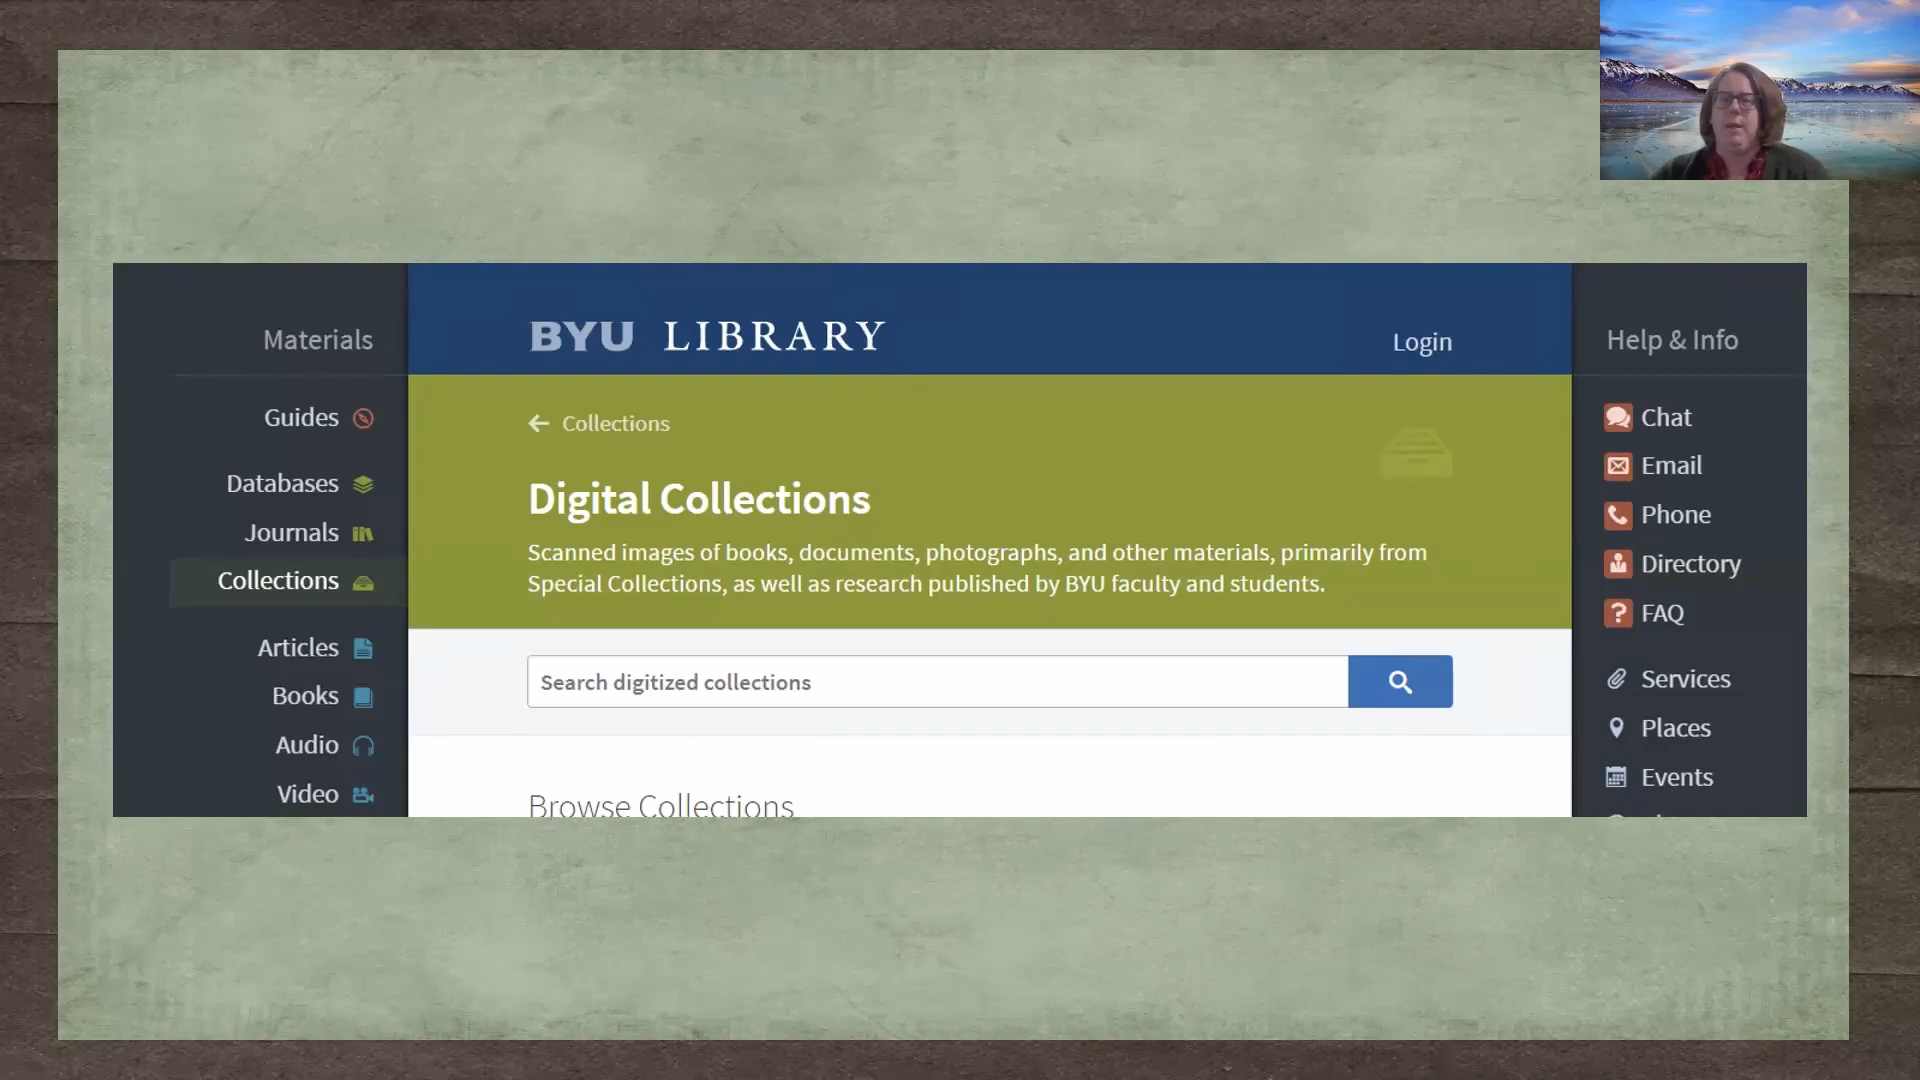 Materials
Guides
Databases
Journals
Collections
Articles
Books
Audio
Video
BYU LIBRARY
Login
Collections
Digital Collections
Scanned images of books, documents, photographs, and other materials, primarily from
Special Collections, as well as research published by BYU faculty and students.
Search digitized collections
Browse Collections
Help & Info
Chat
Email
Phone
Directory
FAQ
Services
Places
Events